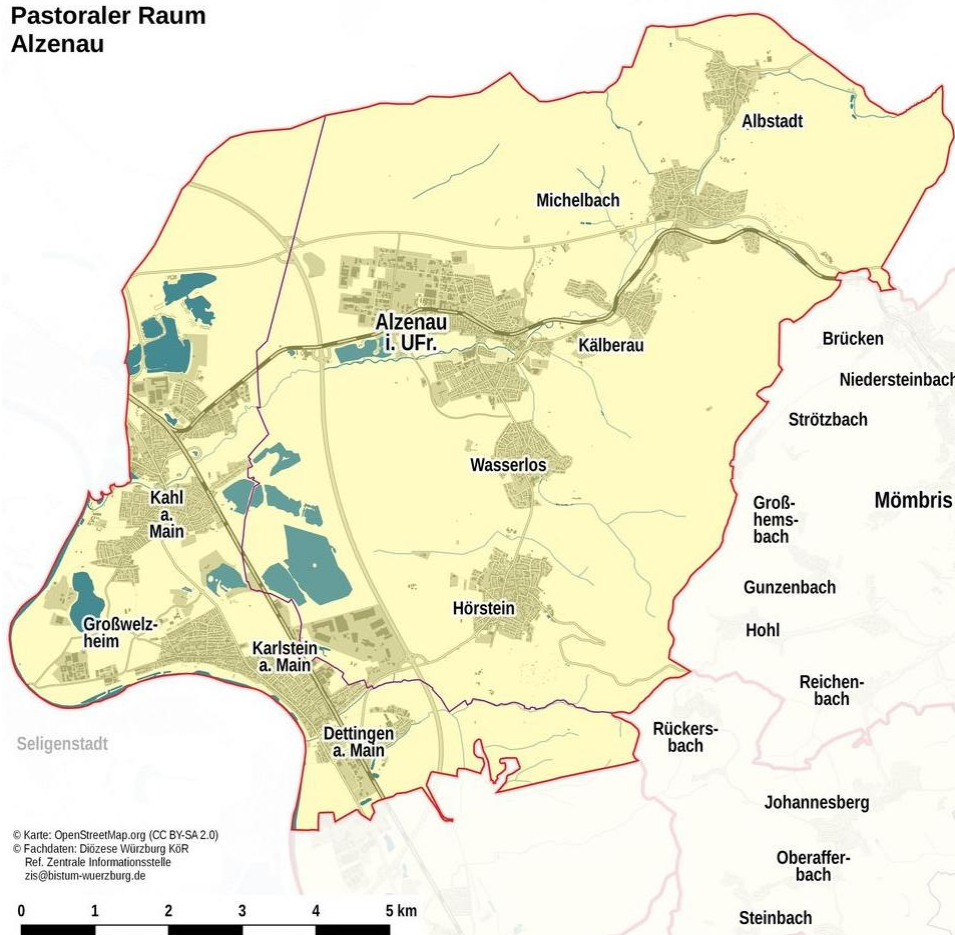 Pastoraler Raum
Alzenau
Albstadt
Michelbach
Alzenau
i. UFr.
Kälberau
Brücken
Niedersteinbach
Strötzbach
Wasserlos
Kahl
a.
Main
Groß-
hems-
bach
Mömbris
Gunzenbach
Hörstein
Großwelz-
heim
Hohl
Karlstein
a. Main
Reichen-
bach
Dettingen
a. Main
Rückers-
bach
Seligenstadt
Johannesberg
Oberaffer-
bach
Steinbach
© Karte: OpenStreetMap.org (CC BY-SA 2.0)
© Fachdaten: Diözese Würzburg KöR
Ref. Zentrale Informationsstelle
zis@bistum-wuerzburg.de
0 1 2 3 4 5 km